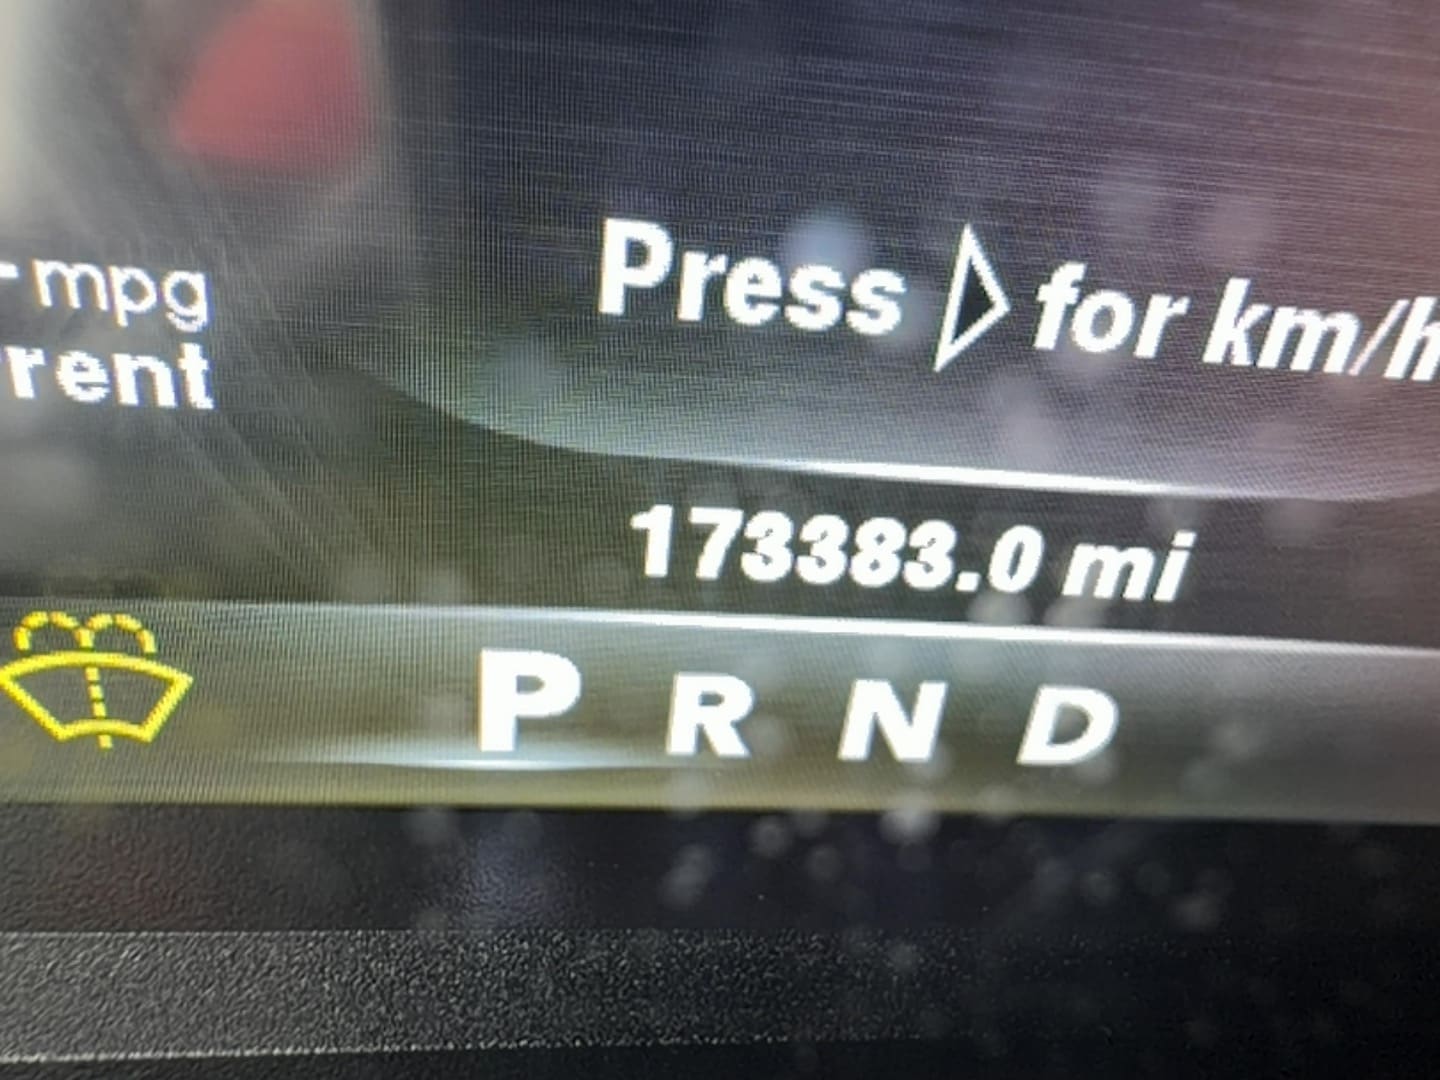 -mpg
rent
Press ▷ for km/h
173383.0 mi
P R N D